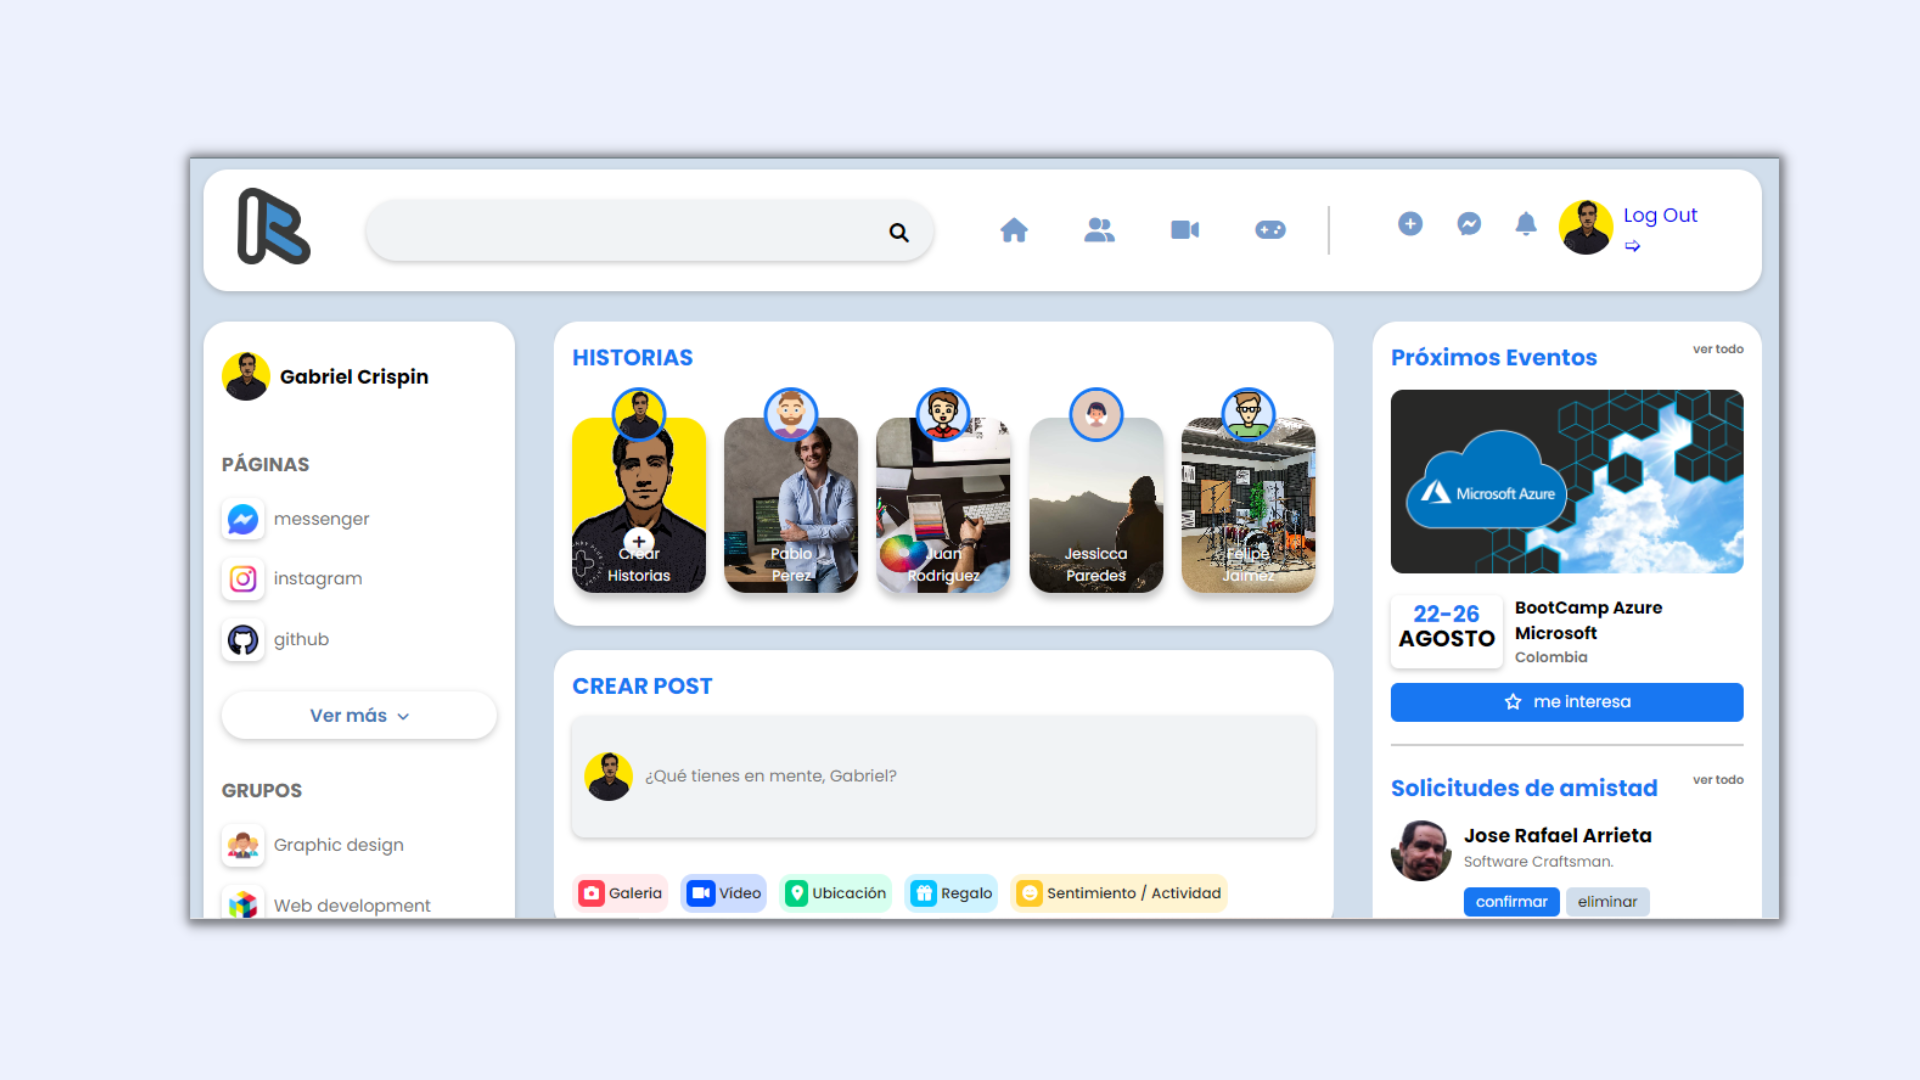 Log Out
⇨
Gabriel Crispin
PÁGINAS
messenger
instagram
github
Ver más
GRUPOS
Graphic design
Web development
HISTORIAS
Crear
Historias
Pablo
Perez
Juan
Rodriguez
Jessicca
Paredes
Felipe
Jaimez
CREAR POST
¿Qué tienes en mente, Gabriel?
Galeria
Vídeo
Ubicación
Regalo
Sentimiento / Actividad
Próximos Eventos
ver todo
Microsoft Azure
22-26
AGOSTO
BootCamp Azure
Microsoft
Colombia
me interesa
Solicitudes de amistad
ver todo
Jose Rafael Arrieta
Software Craftsman.
confirmar
eliminar